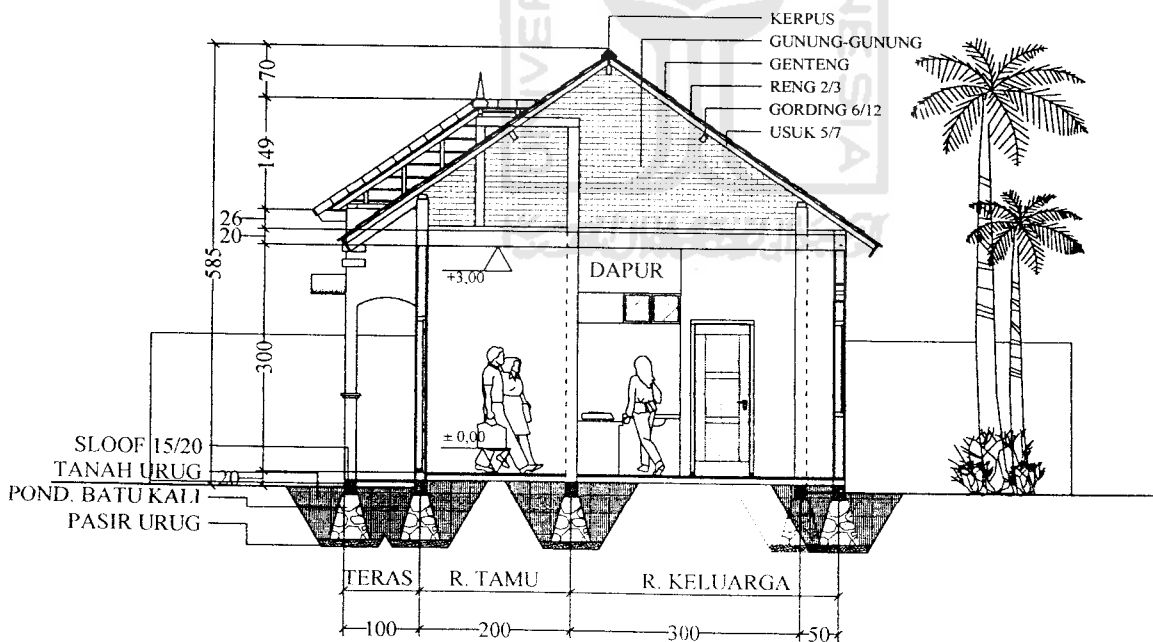 KERPUS
GUNUNG-GUNUNG
GENTENG
RENG 2/3
GORDING 6/12
USUK 5/7
70
149
26
20
585
300
20
+3,00
DAPUR
± 0,00
SLOOF 15/20
TANAH URUG
POND. BATU KALI
PASIR URUG
TERAS
R. TAMU
R. KELUARGA
100
200
300
50